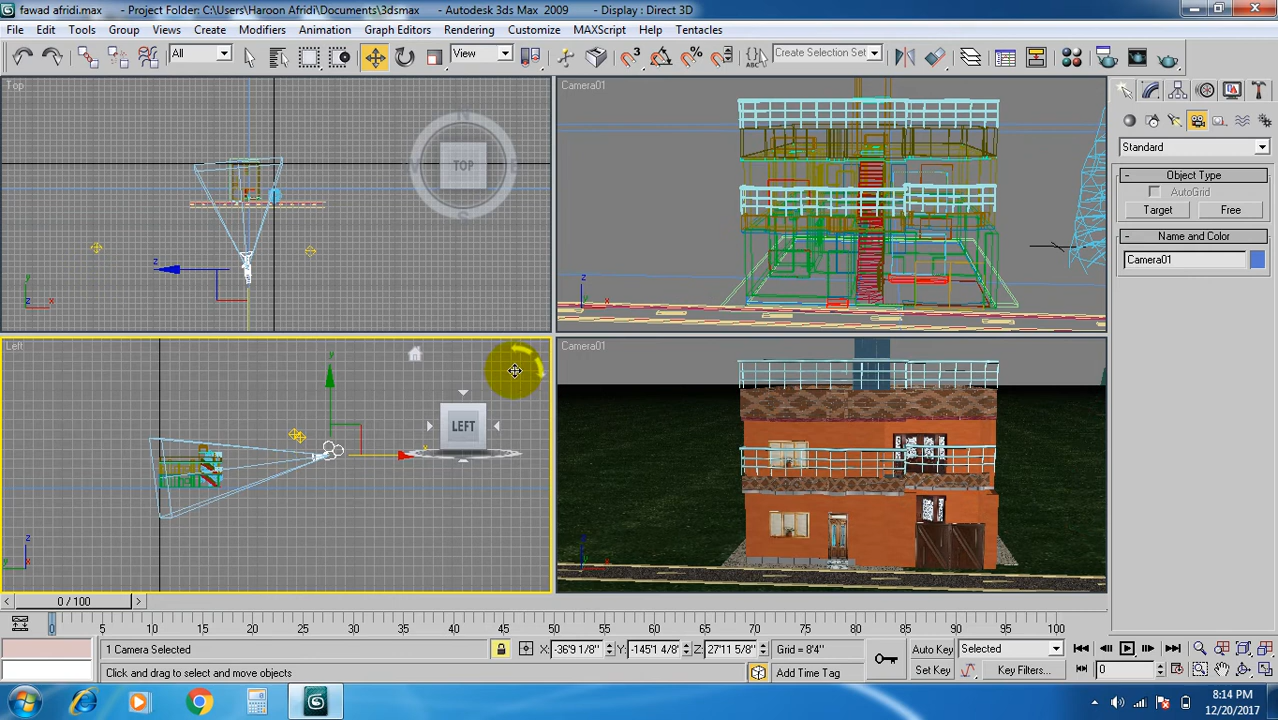 fawad afridi.max - Project Folder: C:\Users\Haroon Afridi\Documents\3dsmax - Autodesk 3ds Max 2009 - Display : Direct 3D
File Edit Tools Group Views Create Modifiers Animation Graph Editors Rendering Customize MAXScript Help Tentacles
All View Create Selection Set
Top
TOP
Camera01
Left
LEFT
Camera01
Standard
Object Type
AutoGrid
Target Free
Name and Color
Camera01
0 / 100
0 5 10 15 20 25 30 35 40 45 50 55 60 65 70 75 80 85 90 95 100
1 Camera Selected X: -36'9 1/8" Y: -145'1 4/8" Z: 27'11 5/8" Grid = 8'4" Auto Key Selected
Click and drag to select and move objects Add Time Tag Set Key Key Filters... 0
8:14 PM
12/20/2017